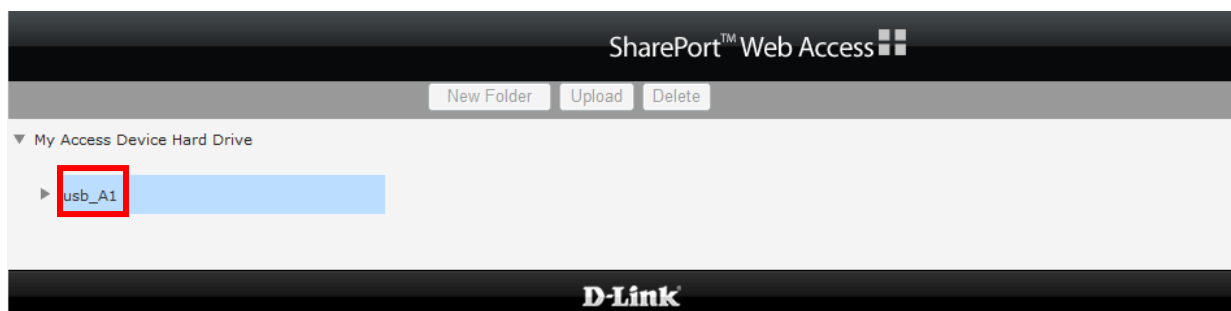 SharePort™ Web Access
New Folder Upload Delete
My Access Device Hard Drive
usb_A1
D-Link